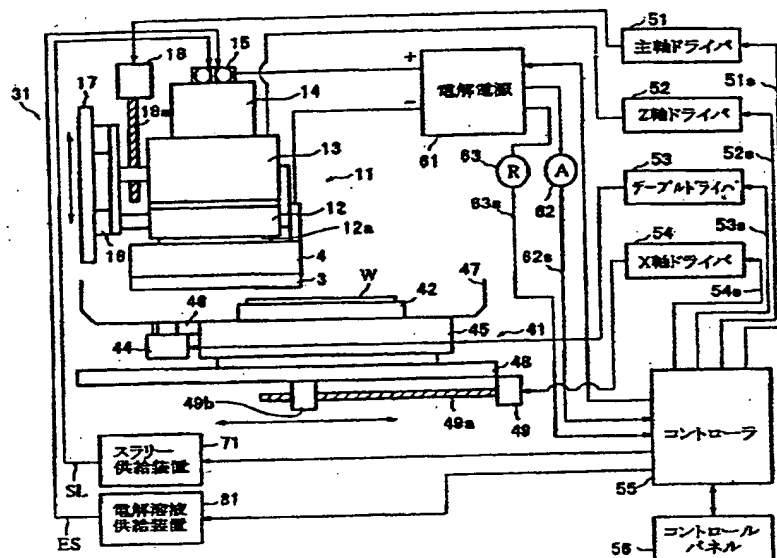 18
15
17
31
18a
14
13
11
12
12a
18
4
3
+
-
電解電源
61
63
R
A
63a
62
62a
主軸ドライバ
51
51a
Z軸ドライバ
52
52a
テーブルドライバ
53
53a
X軸ドライバ
54
54a
W
47
42
46
45
41
44
48
49b
49a
49
スラリー
供給装置
71
SL
電解溶液
供給装置
81
ES
コントローラ
55
コントロール
パネル
56